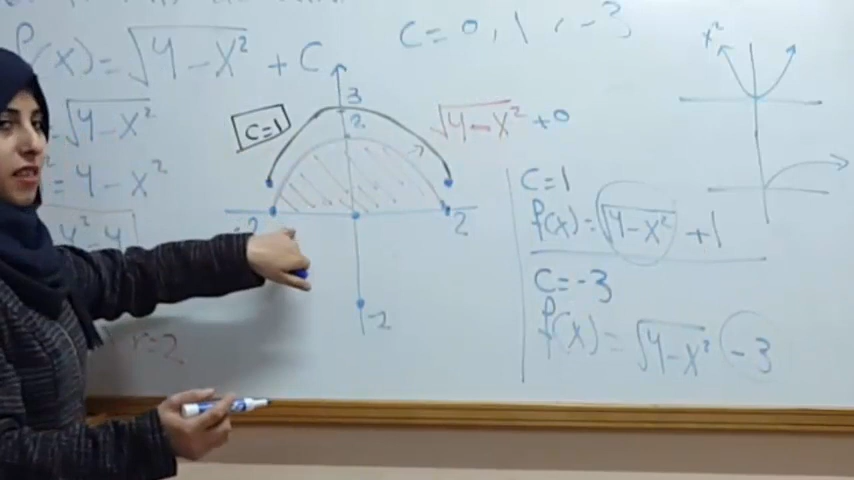 f(x) = √4-x² + C
C = 0, 1, -3
√4-x²
= 4 - x²
r=2
C=1
3
2
-2
2
-2
√4-x² +0
x²
C=1
f(x) = √4-x² +1
C=-3
f(x) = √4-x² -3